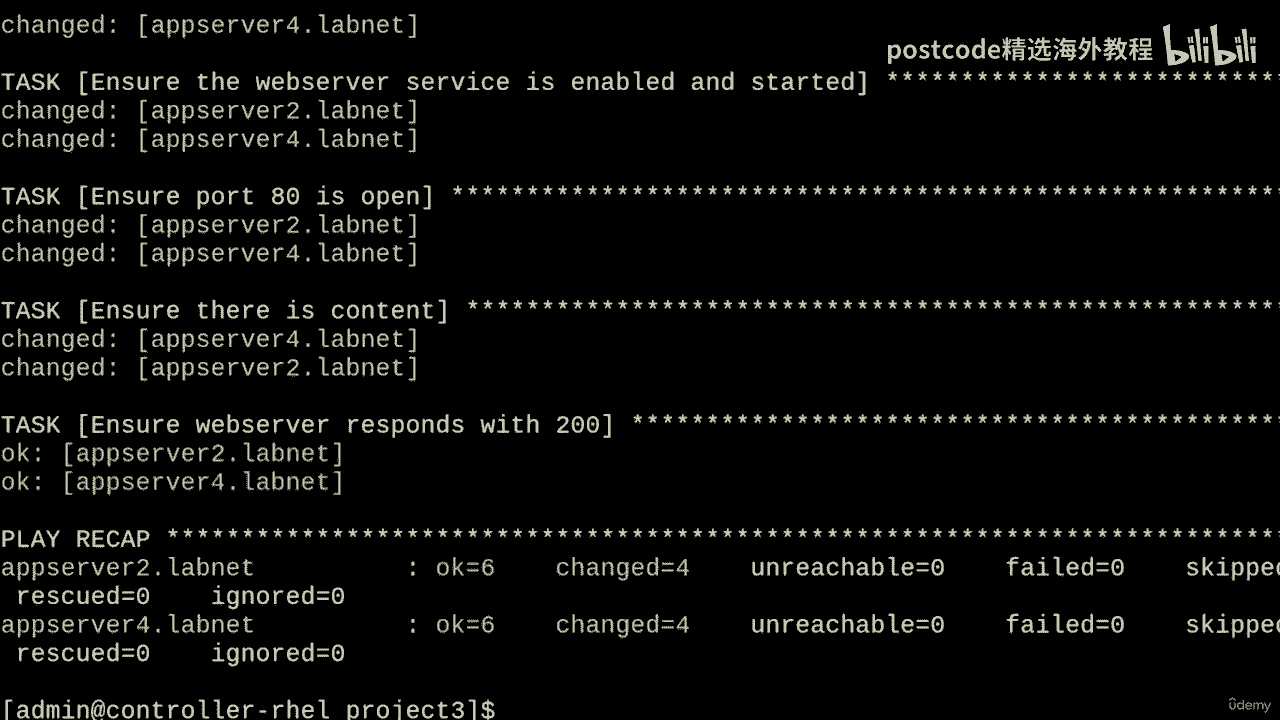 changed: [appserver4.labnet]
postcode精选海外教程 bilibili
TASK [Ensure the webserver service is enabled and started] **************************
changed: [appserver2.labnet]
changed: [appserver4.labnet]
TASK [Ensure port 80 is open] *******************************************************
changed: [appserver2.labnet]
changed: [appserver4.labnet]
TASK [Ensure there is content] ******************************************************
changed: [appserver4.labnet]
changed: [appserver2.labnet]
TASK [Ensure webserver responds with 200] *******************************************
ok: [appserver2.labnet]
ok: [appserver4.labnet]
PLAY RECAP **************************************************************************
appserver2.labnet : ok=6 changed=4 unreachable=0 failed=0 skipped
rescued=0 ignored=0
appserver4.labnet : ok=6 changed=4 unreachable=0 failed=0 skipped
rescued=0 ignored=0
[admin@controller-rhel project3]$
ûdemy